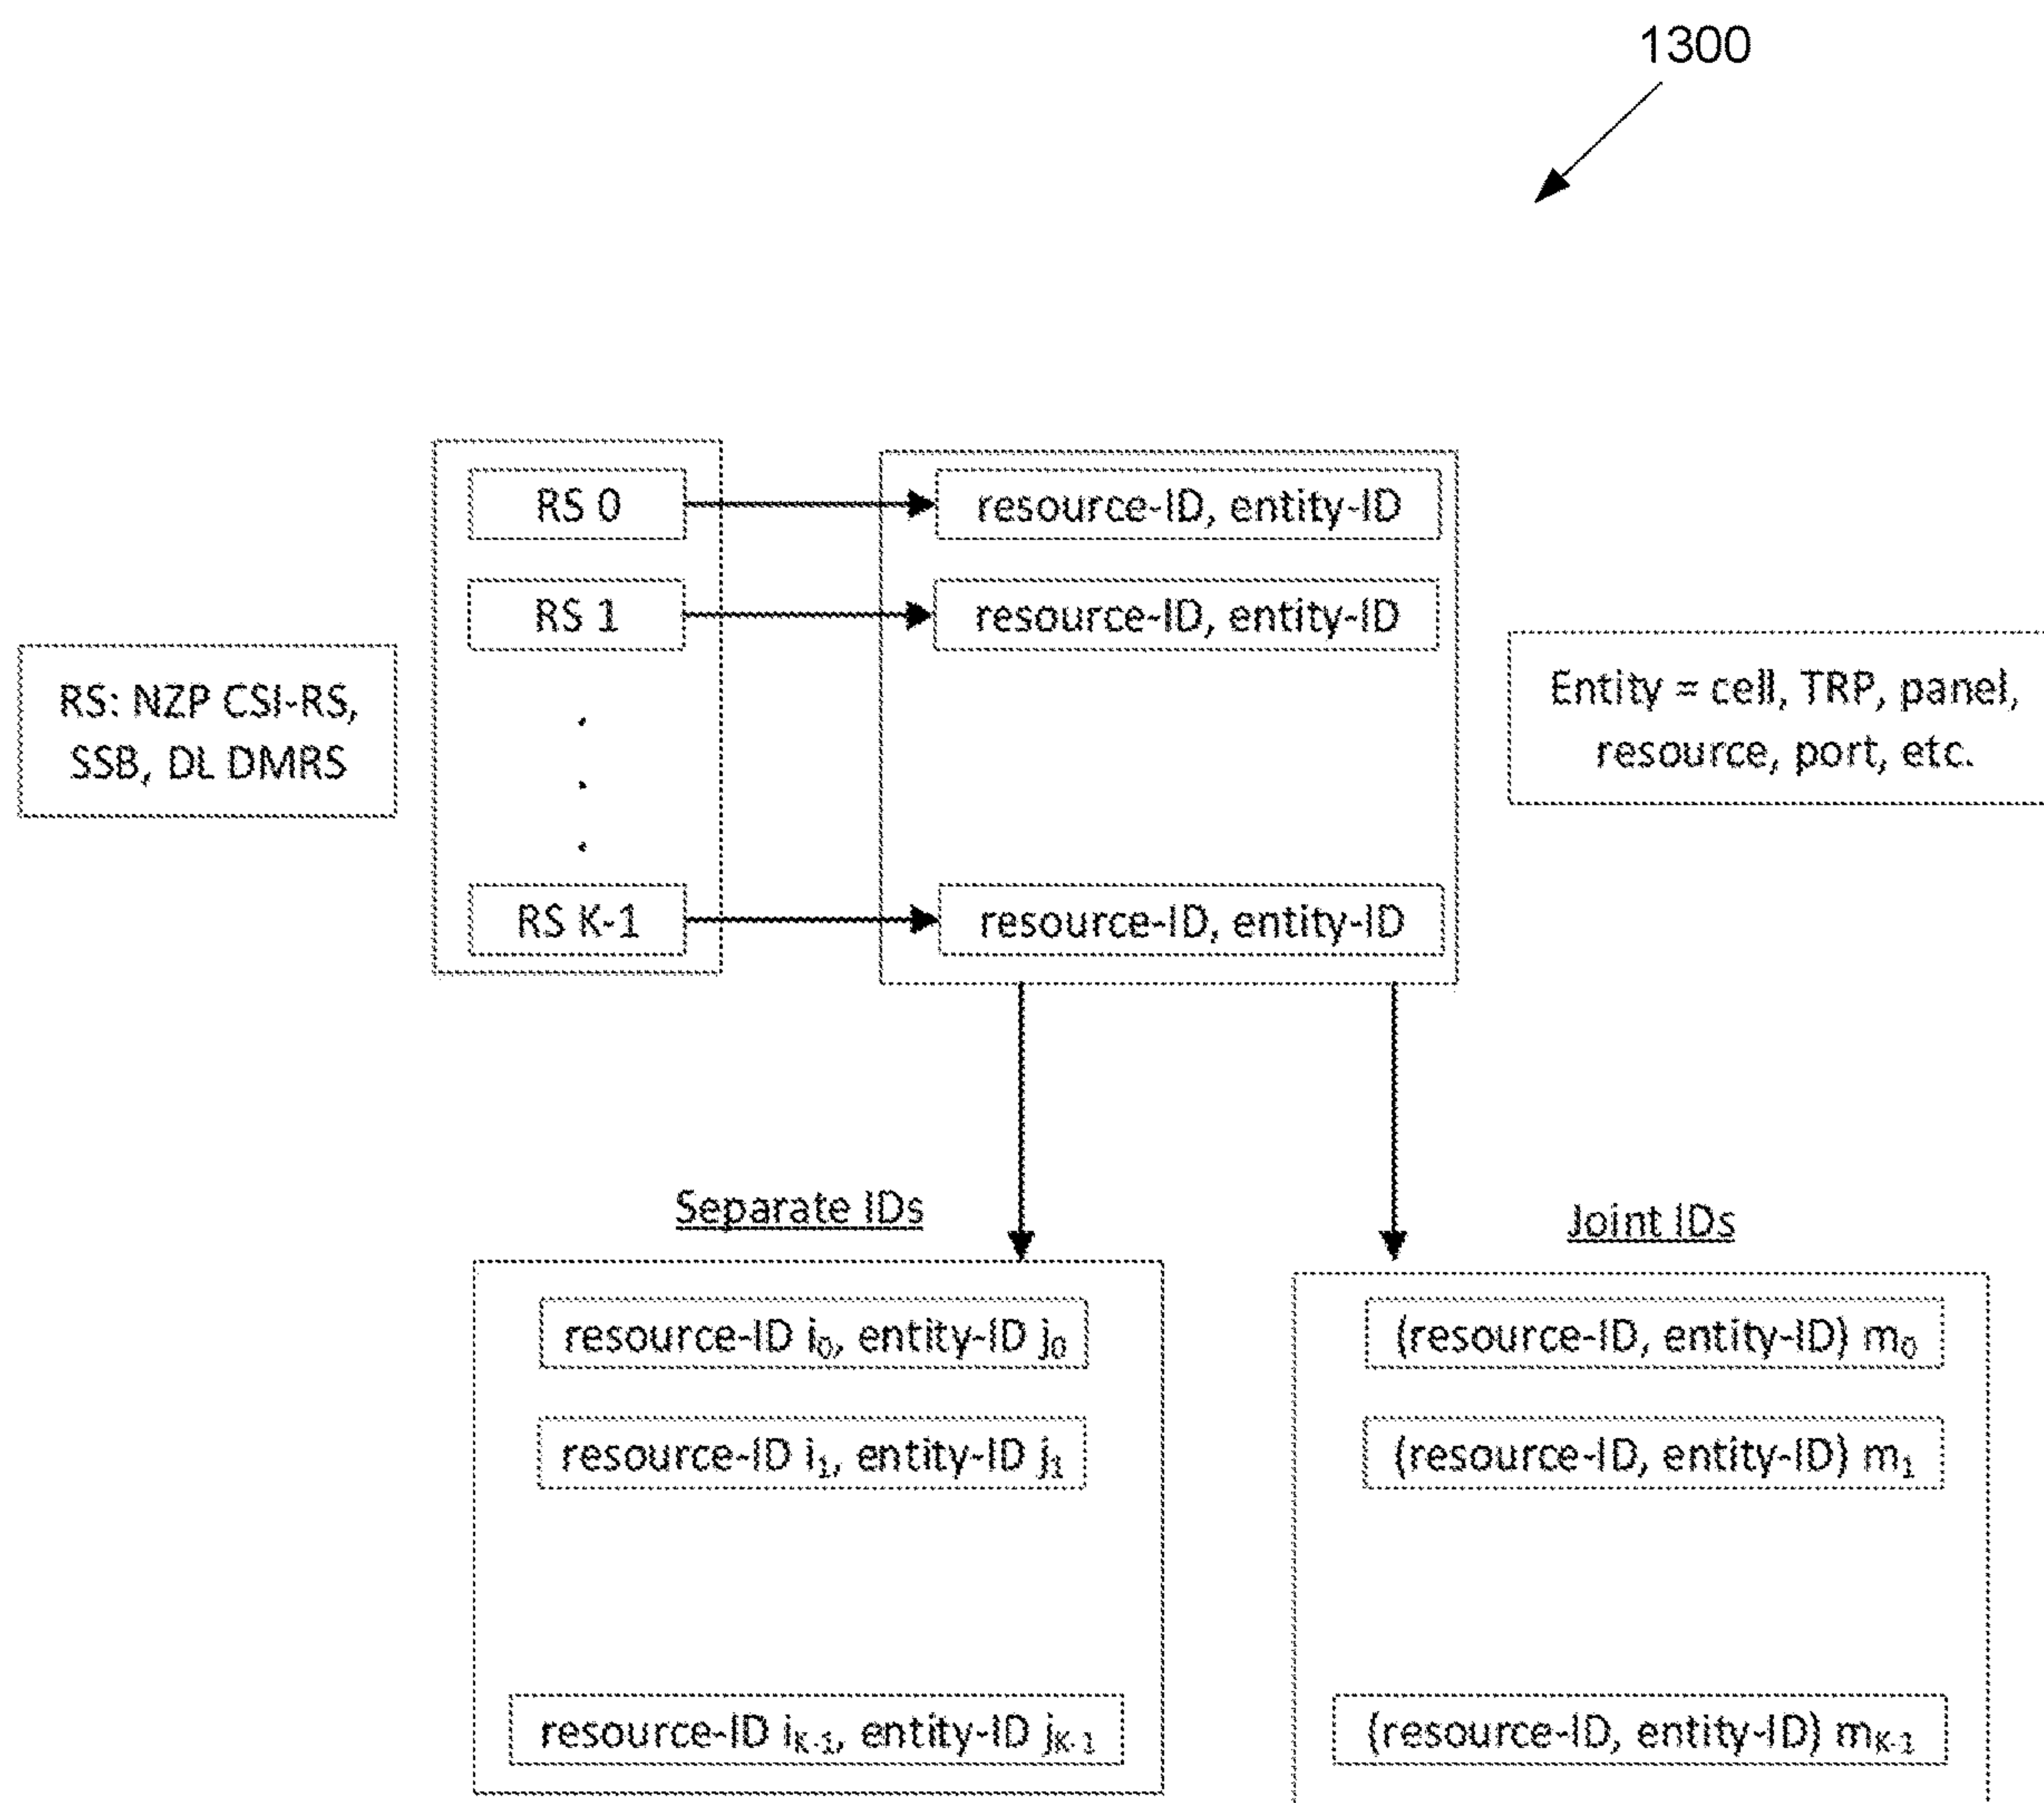 1300
RS 0
resource-ID, entity-ID
RS 1
resource-ID, entity-ID
RS: NZP CSI-RS,
SSB, DL DMRS
Entity = cell, TRP, panel,
resource, port, etc.
RS K-1
resource-ID, entity-ID
Separate IDs
Joint IDs
resource-ID i₀, entity-ID j₀
(resource-ID, entity-ID) m₀
resource-ID i₁, entity-ID j₁
(resource-ID, entity-ID) m₁
resource-ID i_K-1, entity-ID j_K-1
(resource-ID, entity-ID) m_K-1